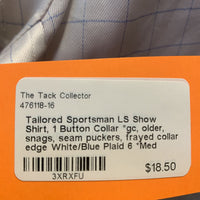 The Tack Collector
476118-16
Tailored Sportsman LS Show
Shirt, 1 Button Collar *gc, older,
snags, seam puckers, frayed collar
edge White/Blue Plaid 6 *Med
$18.50
3XRXFU